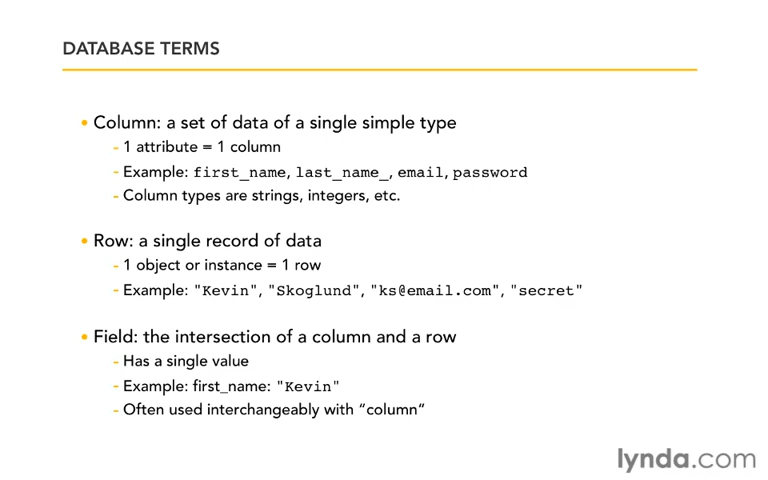 DATABASE TERMS
• Column: a set of data of a single simple type
- 1 attribute = 1 column
- Example: first_name, last_name_, email, password
- Column types are strings, integers, etc.
• Row: a single record of data
- 1 object or instance = 1 row
- Example: "Kevin", "Skoglund", "ks@email.com", "secret"
• Field: the intersection of a column and a row
- Has a single value
- Example: first_name: "Kevin"
- Often used interchangeably with “column“
lynda.com